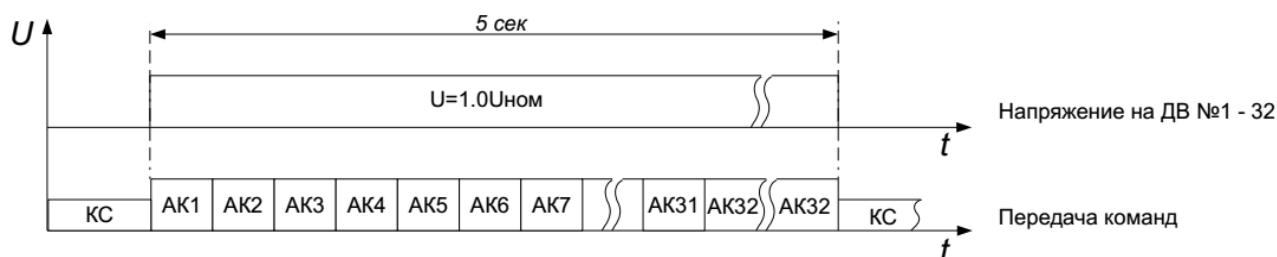 U
5 сек
U=1.0Uном
Напряжение на ДВ №1 - 32
t
КС АК1 АК2 АК3 АК4 АК5 АК6 АК7 АК31 АК32 АК32 КС
Передача команд
t